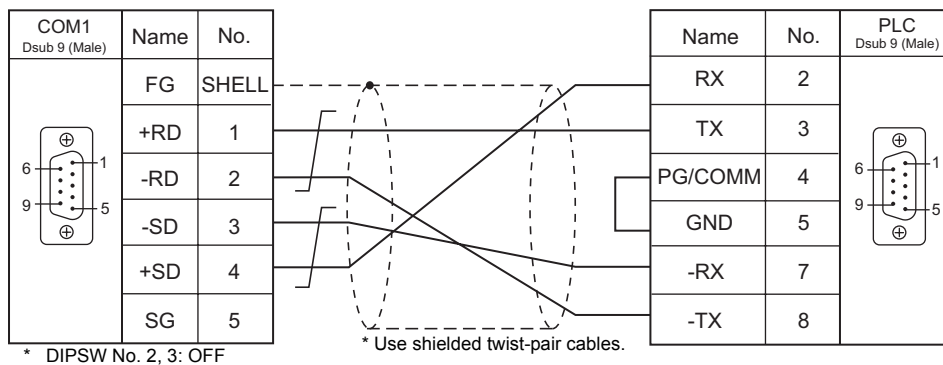 COM1
Dsub 9 (Male)
Name No.
FG SHELL
+RD 1
-RD 2
-SD 3
+SD 4
SG 5
6
9
1
5
* DIPSW No. 2, 3: OFF
* Use shielded twist-pair cables.
Name No.
RX 2
TX 3
PG/COMM 4
GND 5
-RX 7
-TX 8
PLC
Dsub 9 (Male)
6
9
1
5